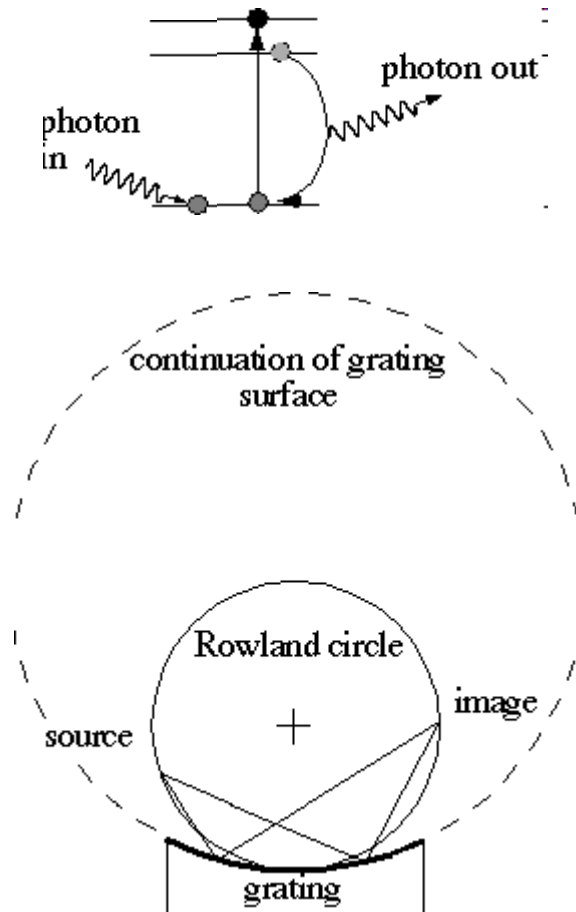 photon out
photon
in
continuation of grating
surface
Rowland circle
image
source
grating